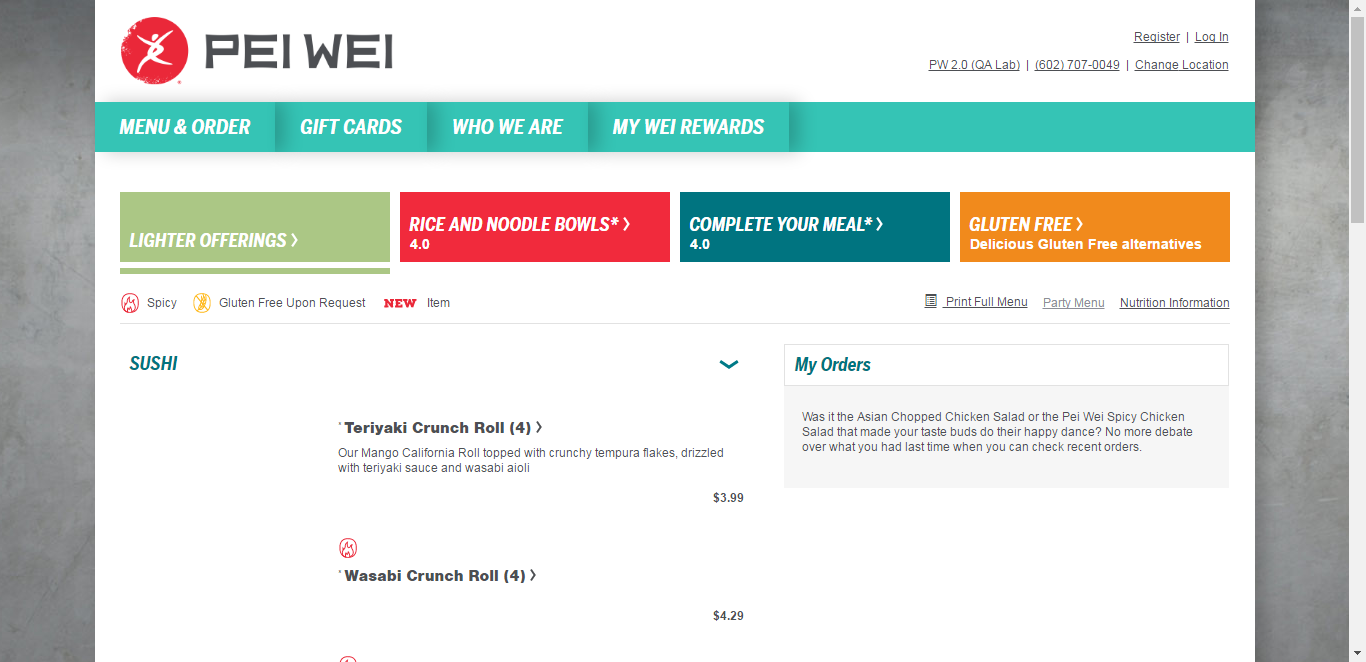 PEI WEI
Register | Log In
PW 2.0 (QA Lab) | (602) 707-0049 | Change Location
MENU & ORDER
GIFT CARDS
WHO WE ARE
MY WEI REWARDS
LIGHTER OFFERINGS >
RICE AND NOODLE BOWLS* >
4.0
COMPLETE YOUR MEAL* >
4.0
GLUTEN FREE >
Delicious Gluten Free alternatives
Spicy
Gluten Free Upon Request
NEW Item
Print Full Menu
Party Menu
Nutrition Information
SUSHI
*Teriyaki Crunch Roll (4) >
Our Mango California Roll topped with crunchy tempura flakes, drizzled
with teriyaki sauce and wasabi aioli
$3.99
*Wasabi Crunch Roll (4) >
$4.29
My Orders
Was it the Asian Chopped Chicken Salad or the Pei Wei Spicy Chicken
Salad that made your taste buds do their happy dance? No more debate
over what you had last time when you can check recent orders.